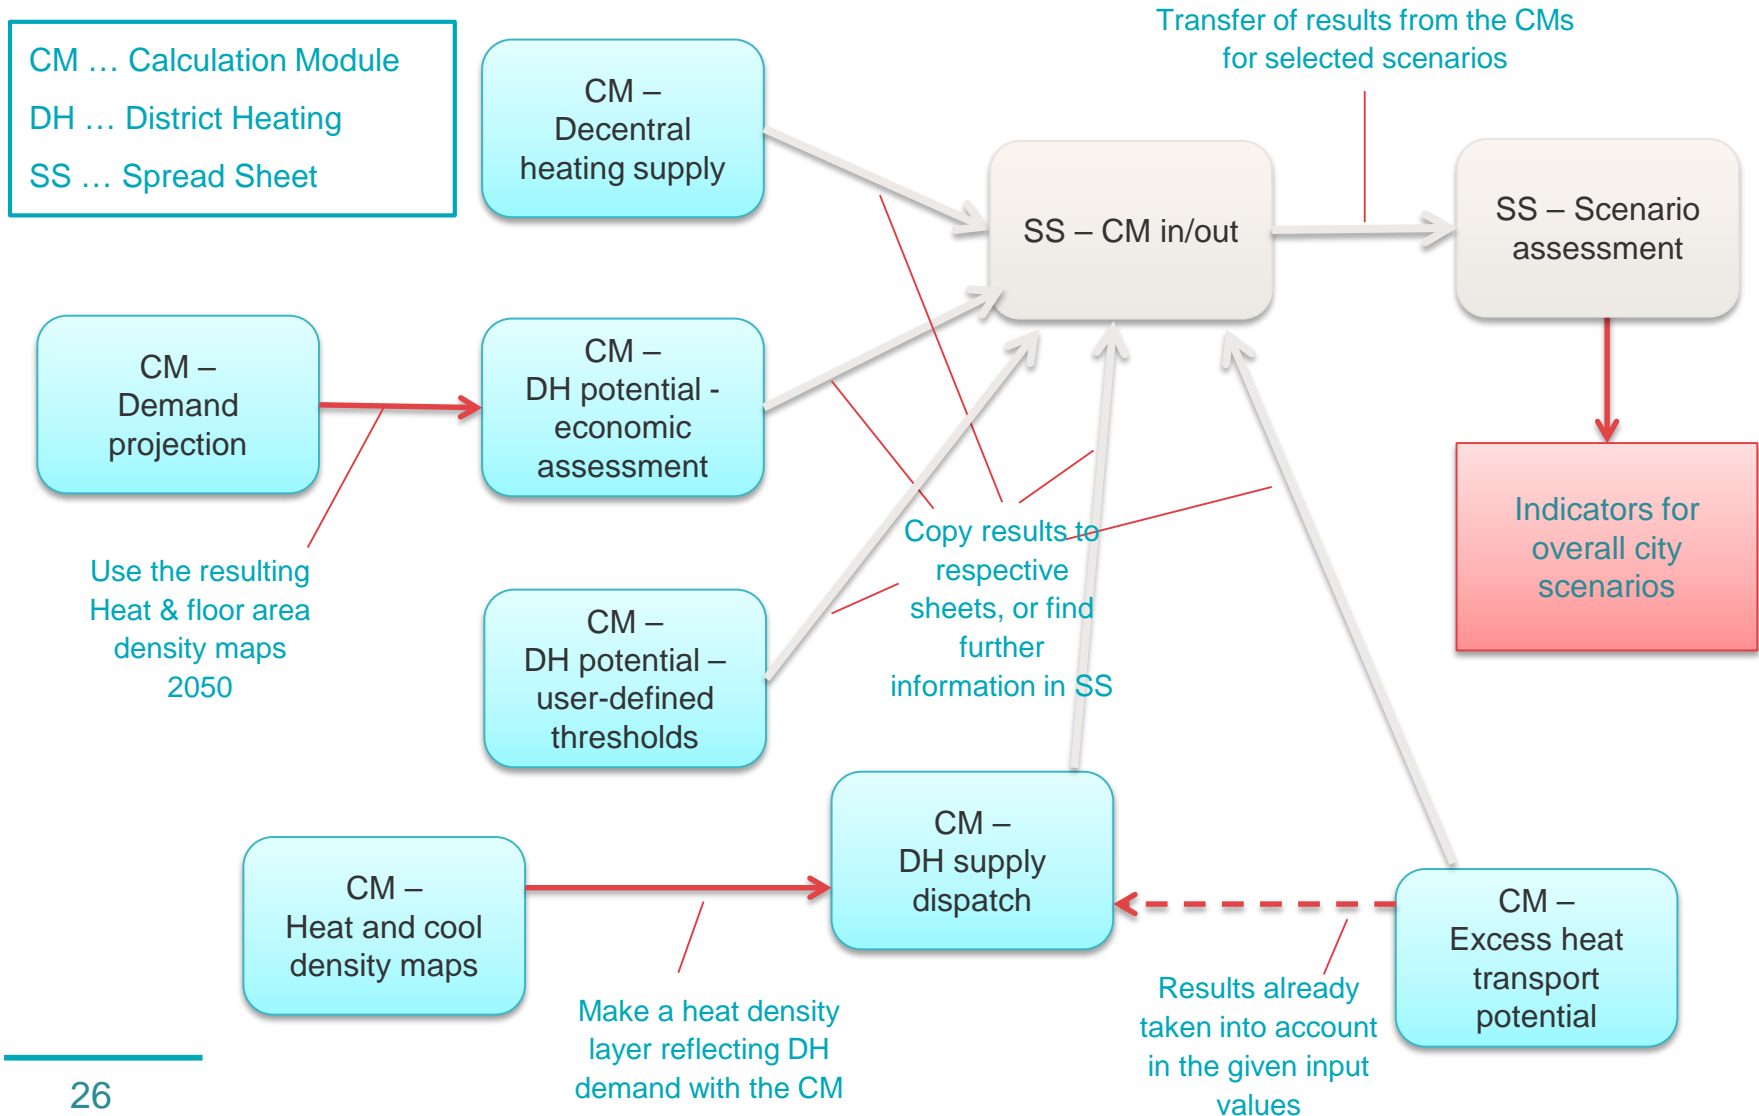 CM … Calculation Module
DH … District Heating
SS … Spread Sheet
CM –
Decentral
heating supply
Transfer of results from the CMs
for selected scenarios
SS – CM in/out
SS – Scenario
assessment
CM –
Demand
projection
CM –
DH potential -
economic
assessment
Use the resulting
Heat & floor area
density maps
2050
CM –
DH potential –
user-defined
thresholds
Copy results to
respective
sheets, or find
further
information in SS
Indicators for
overall city
scenarios
CM –
Heat and cool
density maps
CM –
DH supply
dispatch
CM –
Excess heat
transport
potential
Make a heat density
layer reflecting DH
demand with the CM
Results already
taken into account
in the given input
values
26